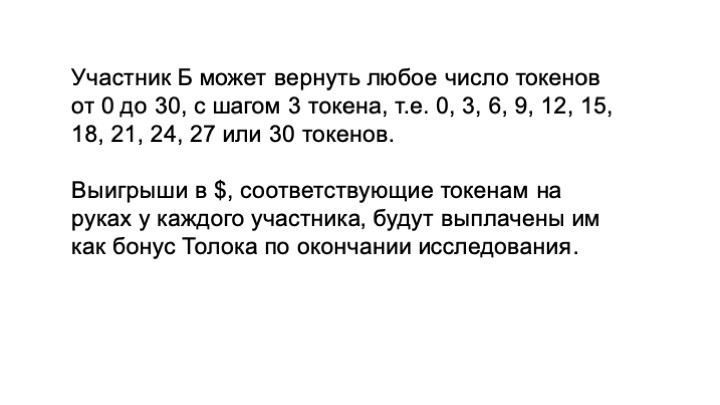 Участник Б может вернуть любое число токенов
от 0 до 30, с шагом 3 токена, т.е. 0, 3, 6, 9, 12, 15,
18, 21, 24, 27 или 30 токенов.
Выигрыши в $, соответствующие токенам на
руках у каждого участника, будут выплачены им
как бонус Толока по окончании исследования.